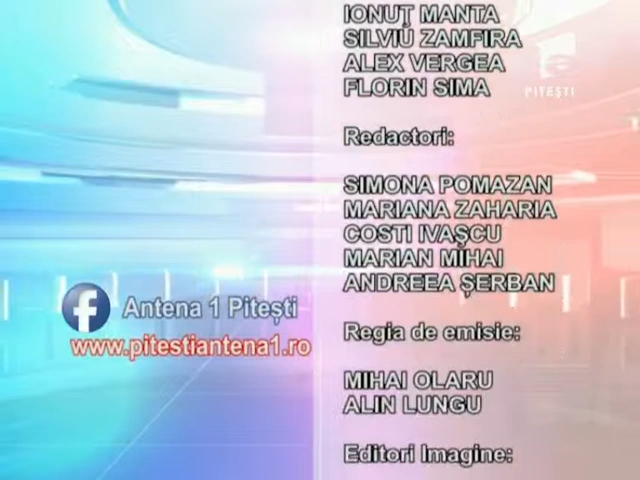 IONUȚ MANTA
SILVIU ZAMFIRA
ALEX VERGEA
FLORIN SIMA
PITEȘTI
Redactori:
SIMONA POMAZAN
MARIANA ZAHARIA
COSTI IVAȘCU
MARIAN MIHAI
ANDREEA ȘERBAN
f Antena 1 Pitești
www.pitestiantena1.ro
Regia de emisie:
MIHAI OLARU
ALIN LUNGU
Editori Imagine: